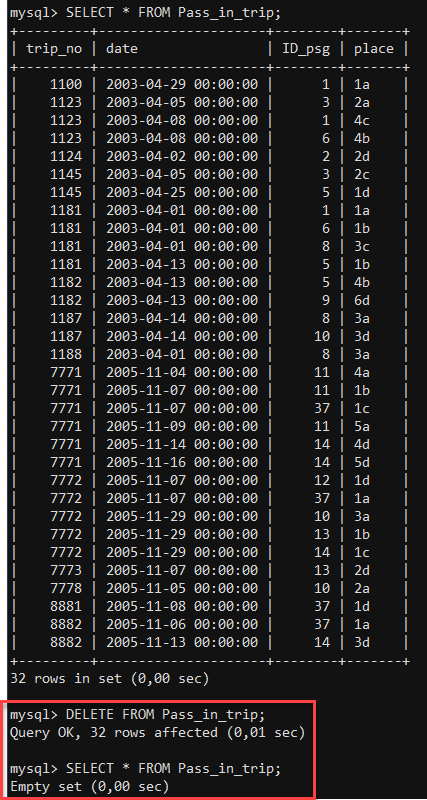 mysql> SELECT * FROM Pass_in_trip;
+---------+---------------------+--------+-------+
| trip_no | date                | ID_psg | place |
+---------+---------------------+--------+-------+
|    1100 | 2003-04-29 00:00:00 |      1 | 1a    |
|    1123 | 2003-04-05 00:00:00 |      3 | 2a    |
|    1123 | 2003-04-08 00:00:00 |      1 | 4c    |
|    1123 | 2003-04-08 00:00:00 |      6 | 4b    |
|    1124 | 2003-04-02 00:00:00 |      2 | 2d    |
|    1145 | 2003-04-05 00:00:00 |      3 | 2c    |
|    1145 | 2003-04-25 00:00:00 |      5 | 1d    |
|    1181 | 2003-04-01 00:00:00 |      1 | 1a    |
|    1181 | 2003-04-01 00:00:00 |      6 | 1b    |
|    1181 | 2003-04-01 00:00:00 |      8 | 3c    |
|    1181 | 2003-04-13 00:00:00 |      5 | 1b    |
|    1182 | 2003-04-13 00:00:00 |      5 | 4b    |
|    1182 | 2003-04-13 00:00:00 |      9 | 6d    |
|    1187 | 2003-04-14 00:00:00 |      8 | 3a    |
|    1187 | 2003-04-14 00:00:00 |     10 | 3d    |
|    1188 | 2003-04-01 00:00:00 |      8 | 3a    |
|    7771 | 2005-11-04 00:00:00 |     11 | 4a    |
|    7771 | 2005-11-07 00:00:00 |     11 | 1b    |
|    7771 | 2005-11-07 00:00:00 |     37 | 1c    |
|    7771 | 2005-11-09 00:00:00 |     11 | 5a    |
|    7771 | 2005-11-14 00:00:00 |     14 | 4d    |
|    7771 | 2005-11-16 00:00:00 |     14 | 5d    |
|    7772 | 2005-11-07 00:00:00 |     12 | 1d    |
|    7772 | 2005-11-07 00:00:00 |     37 | 1a    |
|    7772 | 2005-11-29 00:00:00 |     10 | 3a    |
|    7772 | 2005-11-29 00:00:00 |     13 | 1b    |
|    7772 | 2005-11-29 00:00:00 |     14 | 1c    |
|    7773 | 2005-11-07 00:00:00 |     13 | 2d    |
|    7778 | 2005-11-05 00:00:00 |     10 | 2a    |
|    8881 | 2005-11-08 00:00:00 |     37 | 1d    |
|    8882 | 2005-11-06 00:00:00 |     37 | 1a    |
|    8882 | 2005-11-13 00:00:00 |     14 | 3d    |
+---------+---------------------+--------+-------+
32 rows in set (0,00 sec)
mysql> DELETE FROM Pass_in_trip;
Query OK, 32 rows affected (0,01 sec)
mysql> SELECT * FROM Pass_in_trip;
Empty set (0,00 sec)